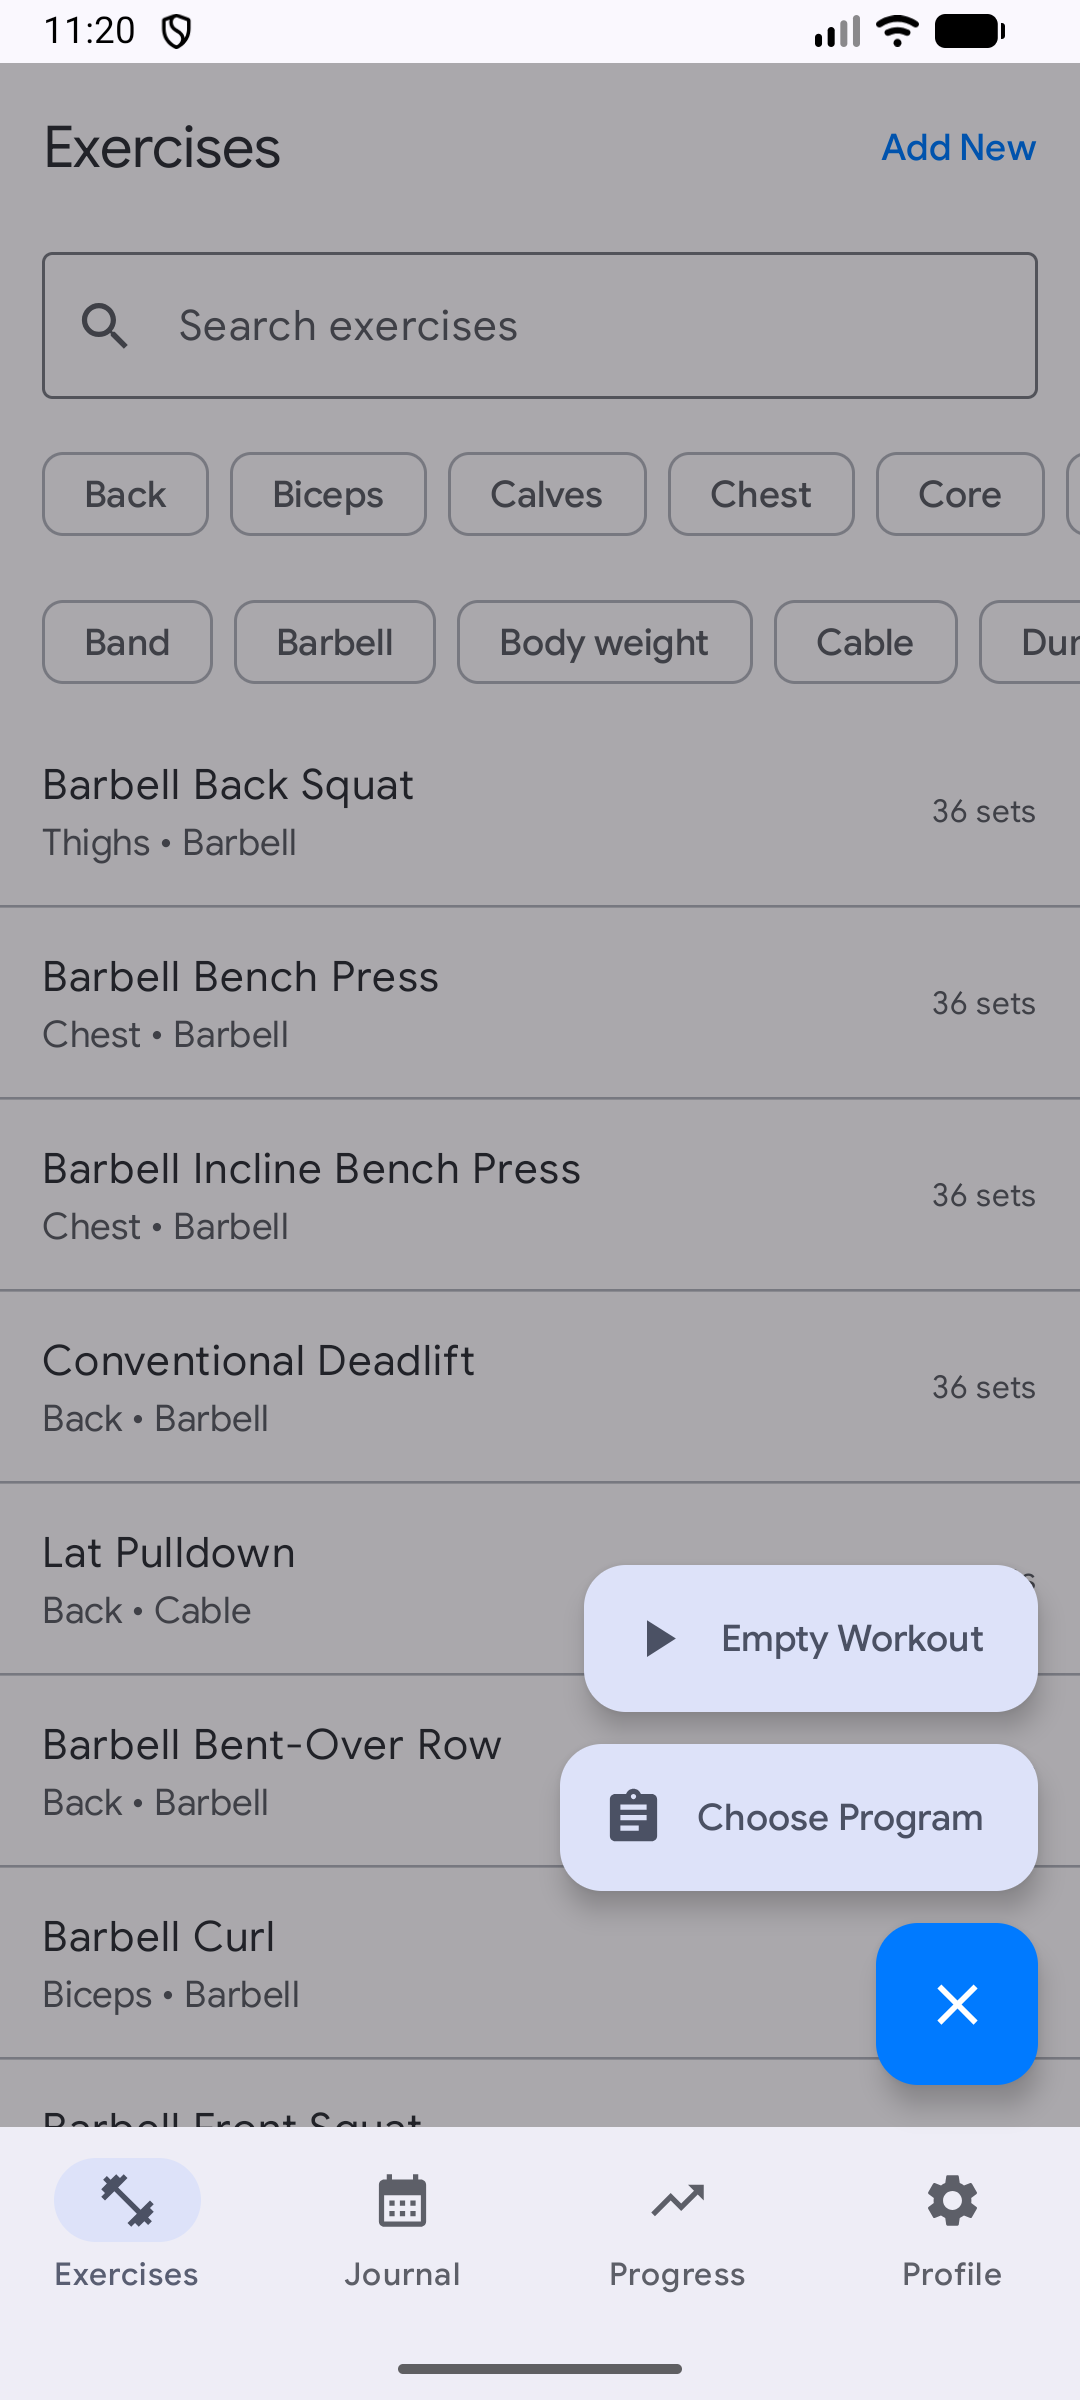 11:20
Exercises
Add New
Search exercises
Back
Biceps
Calves
Chest
Core
Band
Barbell
Body weight
Cable
Barbell Back Squat
Thighs • Barbell
36 sets
Barbell Bench Press
Chest • Barbell
36 sets
Barbell Incline Bench Press
Chest • Barbell
36 sets
Conventional Deadlift
Back • Barbell
36 sets
Lat Pulldown
Back • Cable
Empty Workout
Barbell Bent-Over Row
Back • Barbell
Choose Program
Barbell Curl
Biceps • Barbell
Barbell Front Squat
Exercises
Journal
Progress
Profile